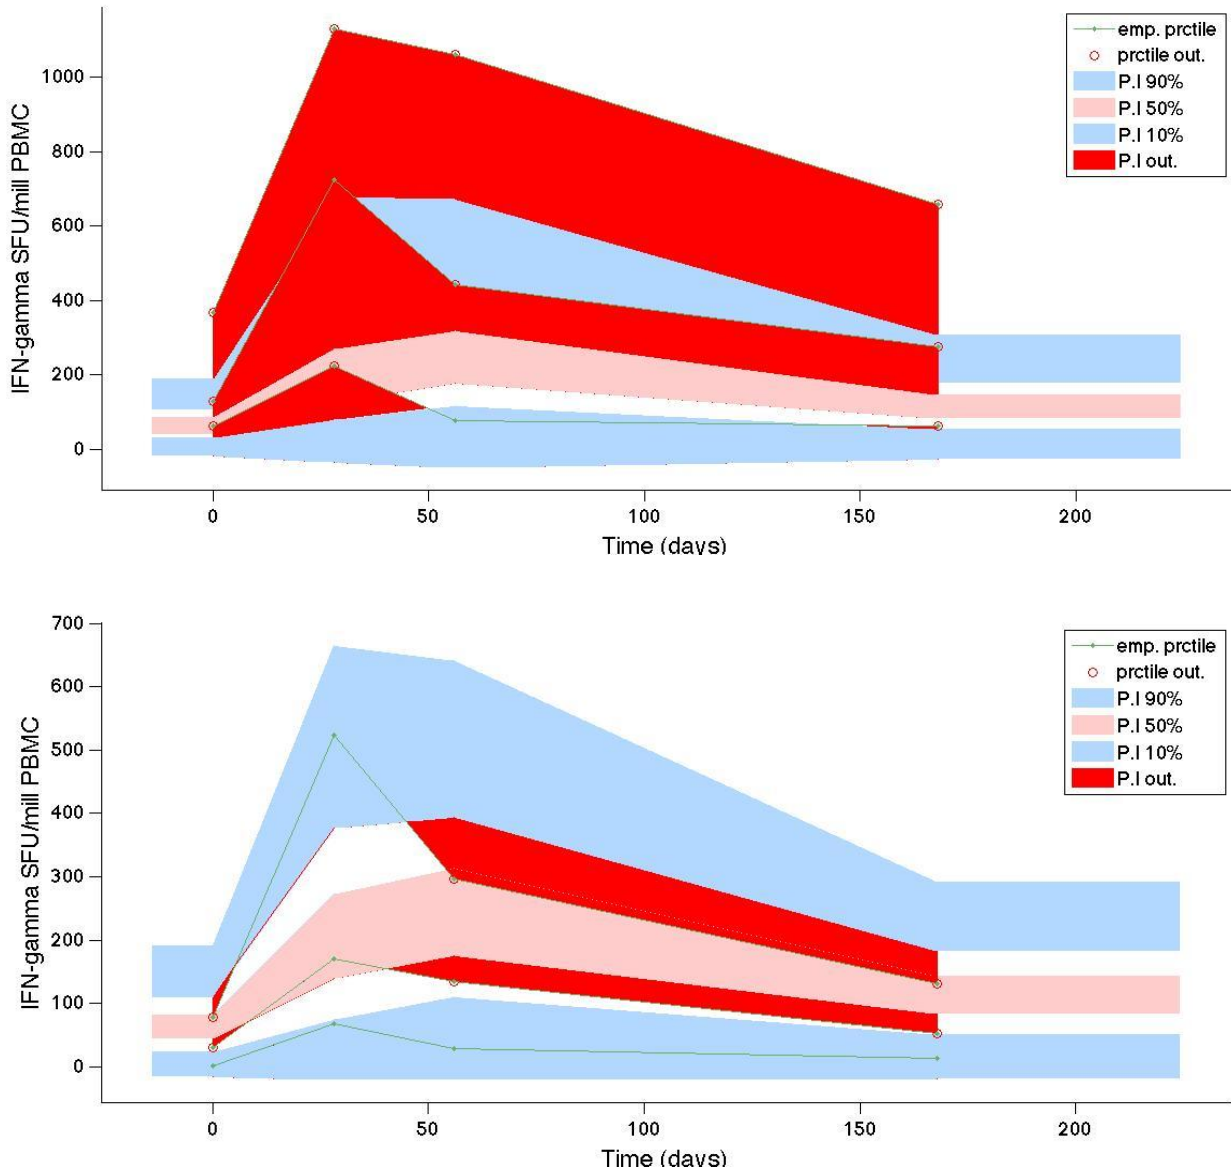 1000
800
600
400
200
0
IFN-gamma SFU/mill PBMC
emp. prctile
prctile out.
P.I 90%
P.I 50%
P.I 10%
P.I out.
0 50 100 150 200
Time (days)
700
600
500
400
300
200
100
0
IFN-gamma SFU/mill PBMC
emp. prctile
prctile out.
P.I 90%
P.I 50%
P.I 10%
P.I out.
0 50 100 150 200
Time (days)